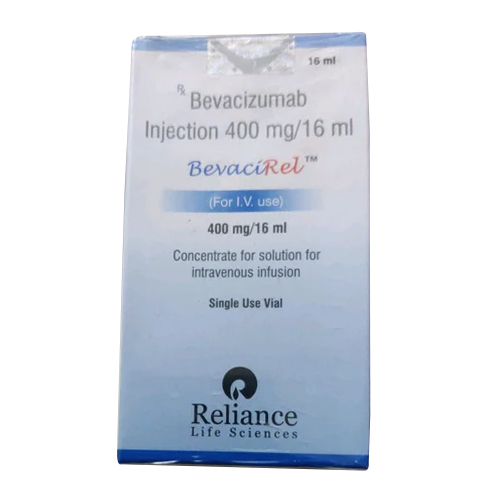 16 ml
Rx Bevacizumab
Injection 400 mg/16 ml
BevaciRel™
(For I.V. use)
400 mg/16 ml
Concentrate for solution for
intravenous infusion
Single Use Vial
Reliance
Life Sciences